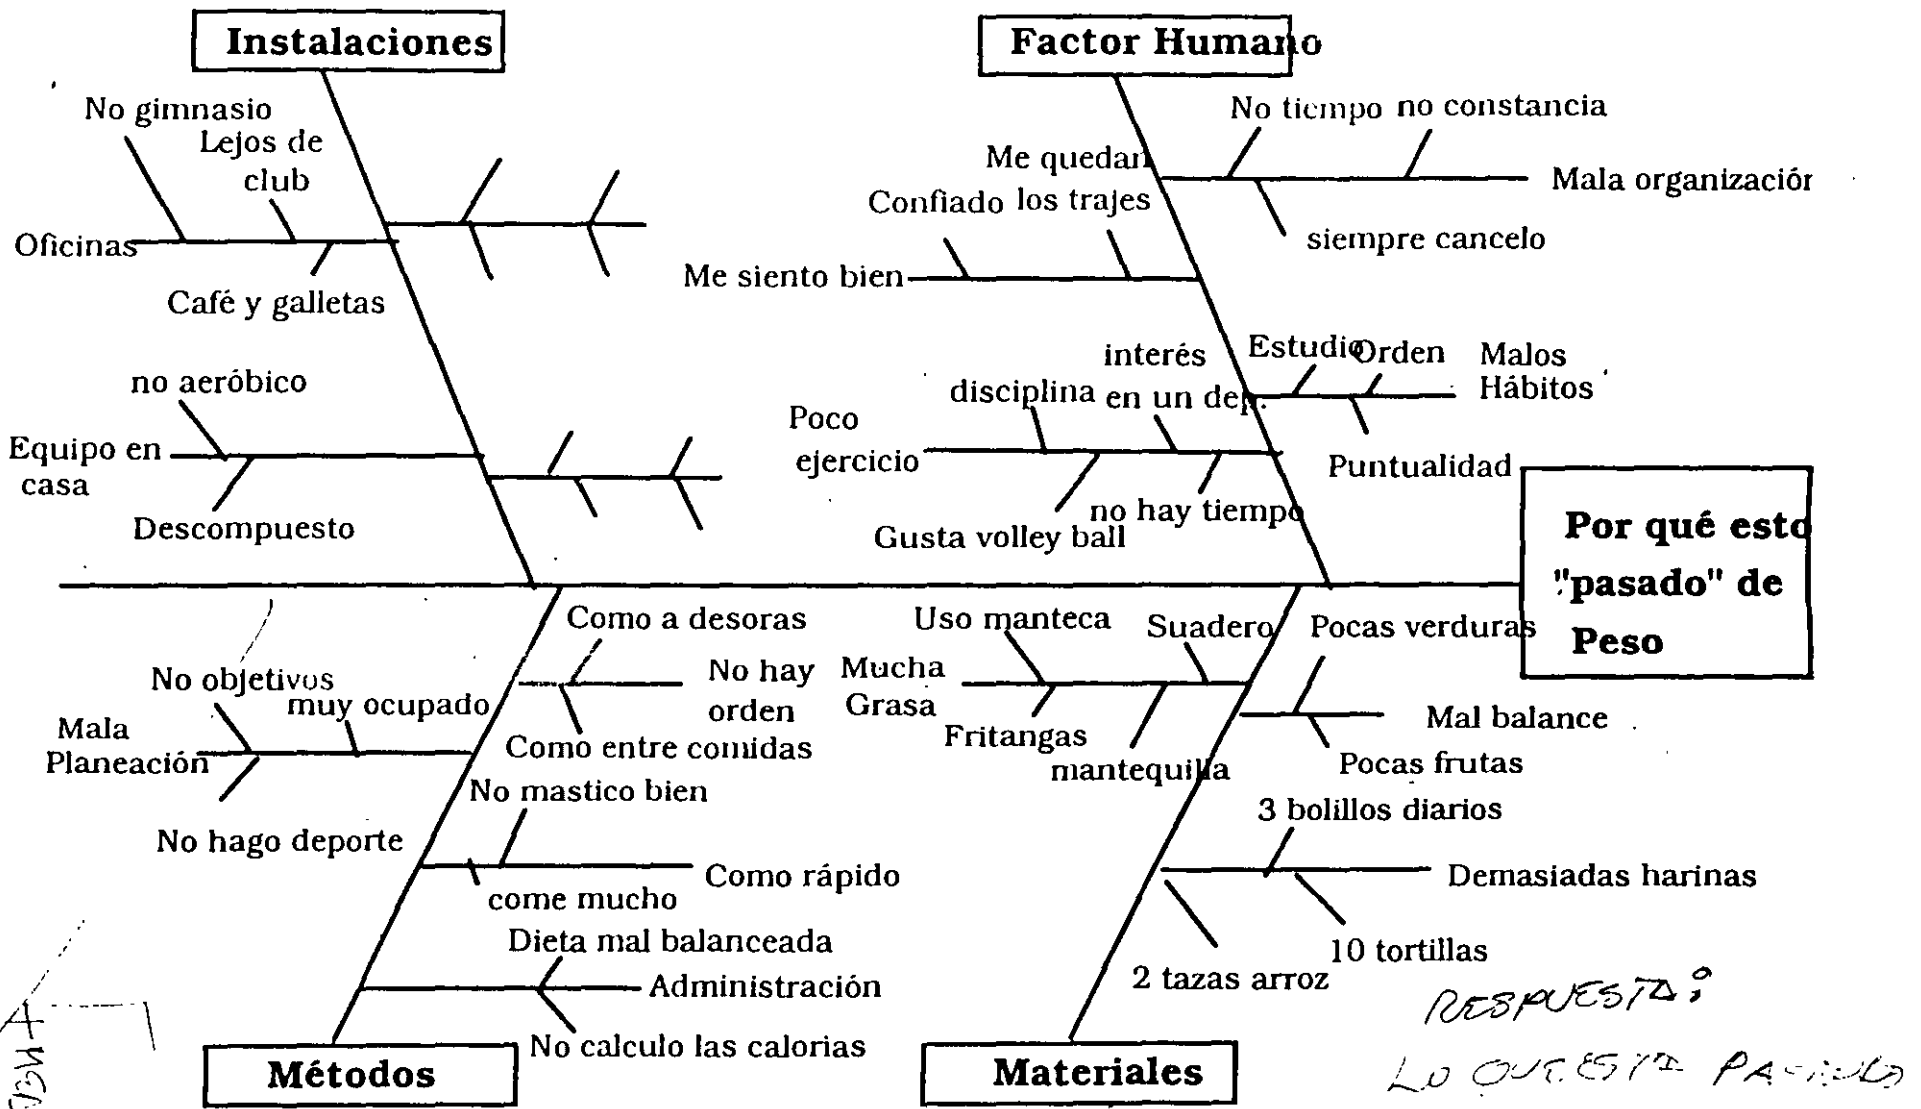 Instalaciones
Factor Humano
No gimnasio
Lejos de
club
Oficinas
Café y galletas
no aeróbico
Equipo en
casa
Descompuesto
No tiempo no constancia
Mala organización
siempre cancelo
Me quedan
Confiado los trajes
Me siento bien
Estudio Orden Malos
Hábitos
Puntualidad
interés
disciplina en un dep.
Poco
ejercicio
no hay tiempo
Gusta volley ball
Por qué esto
"pasado" de
Peso
Como a desoras
No hay
orden
Como entre comidas
No objetivos
muy ocupado
Mala
Planeación
No hago deporte
No mastico bien
Como rápido
come mucho
Dieta mal balanceada
Administración
No calculo las calorias
Métodos
Uso manteca
Suadero
Mucha
Grasa
Fritangas
mantequilla
Pocas verduras
Mal balance
Pocas frutas
3 bolillos diarios
Demasiadas harinas
10 tortillas
2 tazas arroz
Materiales
RESPUESTA:
LO QUE ESTA